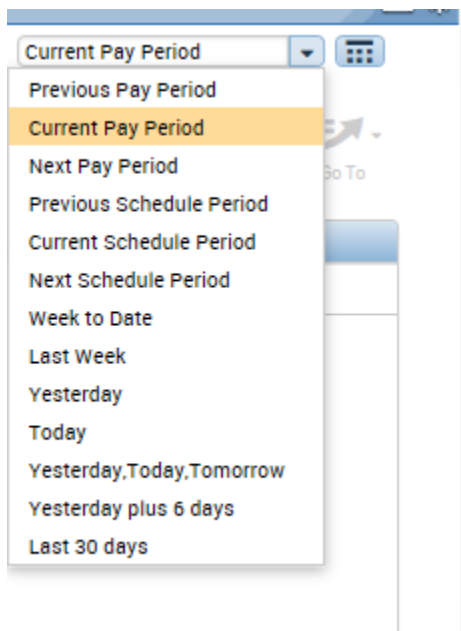 Current Pay Period
Previous Pay Period
Current Pay Period
Next Pay Period
Go To
Previous Schedule Period
Current Schedule Period
Next Schedule Period
Week to Date
Last Week
Yesterday
Today
Yesterday,Today,Tomorrow
Yesterday plus 6 days
Last 30 days